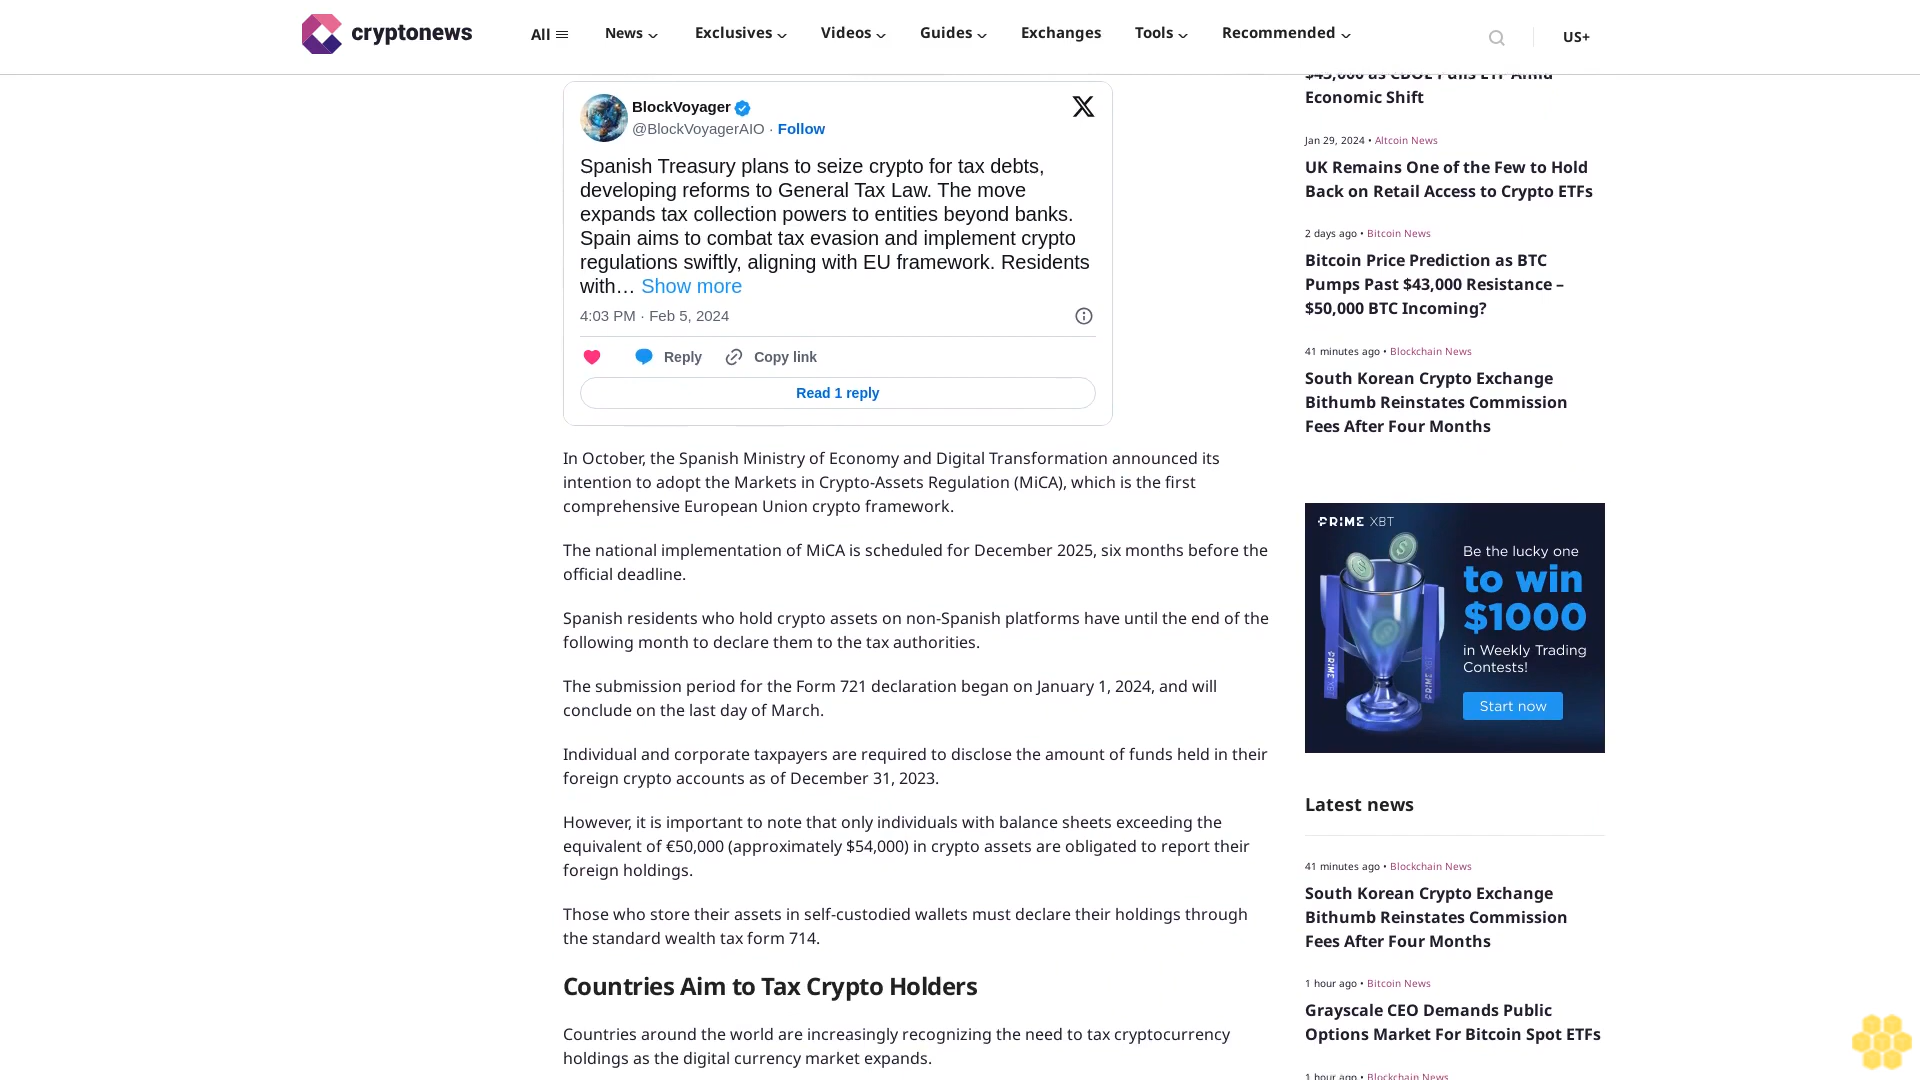 cryptonews
All
News
Exclusives
Videos
Guides
Exchanges
Tools
Recommended
US+
BlockVoyager
@BlockVoyagerAIO · Follow
Spanish Treasury plans to seize crypto for tax debts,
developing reforms to General Tax Law. The move
expands tax collection powers to entities beyond banks.
Spain aims to combat tax evasion and implement crypto
regulations swiftly, aligning with EU framework. Residents
with… Show more
4:03 PM · Feb 5, 2024
Reply
Copy link
Read 1 reply
In October, the Spanish Ministry of Economy and Digital Transformation announced its
intention to adopt the Markets in Crypto-Assets Regulation (MiCA), which is the first
comprehensive European Union crypto framework.
The national implementation of MiCA is scheduled for December 2025, six months before the
official deadline.
Spanish residents who hold crypto assets on non-Spanish platforms have until the end of the
following month to declare them to the tax authorities.
The submission period for the Form 721 declaration began on January 1, 2024, and will
conclude on the last day of March.
Individual and corporate taxpayers are required to disclose the amount of funds held in their
foreign crypto accounts as of December 31, 2023.
However, it is important to note that only individuals with balance sheets exceeding the
equivalent of €50,000 (approximately $54,000) in crypto assets are obligated to report their
foreign holdings.
Those who store their assets in self-custodied wallets must declare their holdings through
the standard wealth tax form 714.
Countries Aim to Tax Crypto Holders
Countries around the world are increasingly recognizing the need to tax cryptocurrency
holdings as the digital currency market expands.
$43,000 as CBOE Pulls ETF Amid
Economic Shift
Jan 29, 2024 • Altcoin News
UK Remains One of the Few to Hold
Back on Retail Access to Crypto ETFs
2 days ago • Bitcoin News
Bitcoin Price Prediction as BTC
Pumps Past $43,000 Resistance –
$50,000 BTC Incoming?
41 minutes ago • Blockchain News
South Korean Crypto Exchange
Bithumb Reinstates Commission
Fees After Four Months
PRIME XBT
Be the lucky one
to win
$1000
in Weekly Trading
Contests!
Start now
PRIME XBT
PRIME XBT
Latest news
41 minutes ago • Blockchain News
South Korean Crypto Exchange
Bithumb Reinstates Commission
Fees After Four Months
1 hour ago • Bitcoin News
Grayscale CEO Demands Public
Options Market For Bitcoin Spot ETFs
1 hour ago • Blockchain News